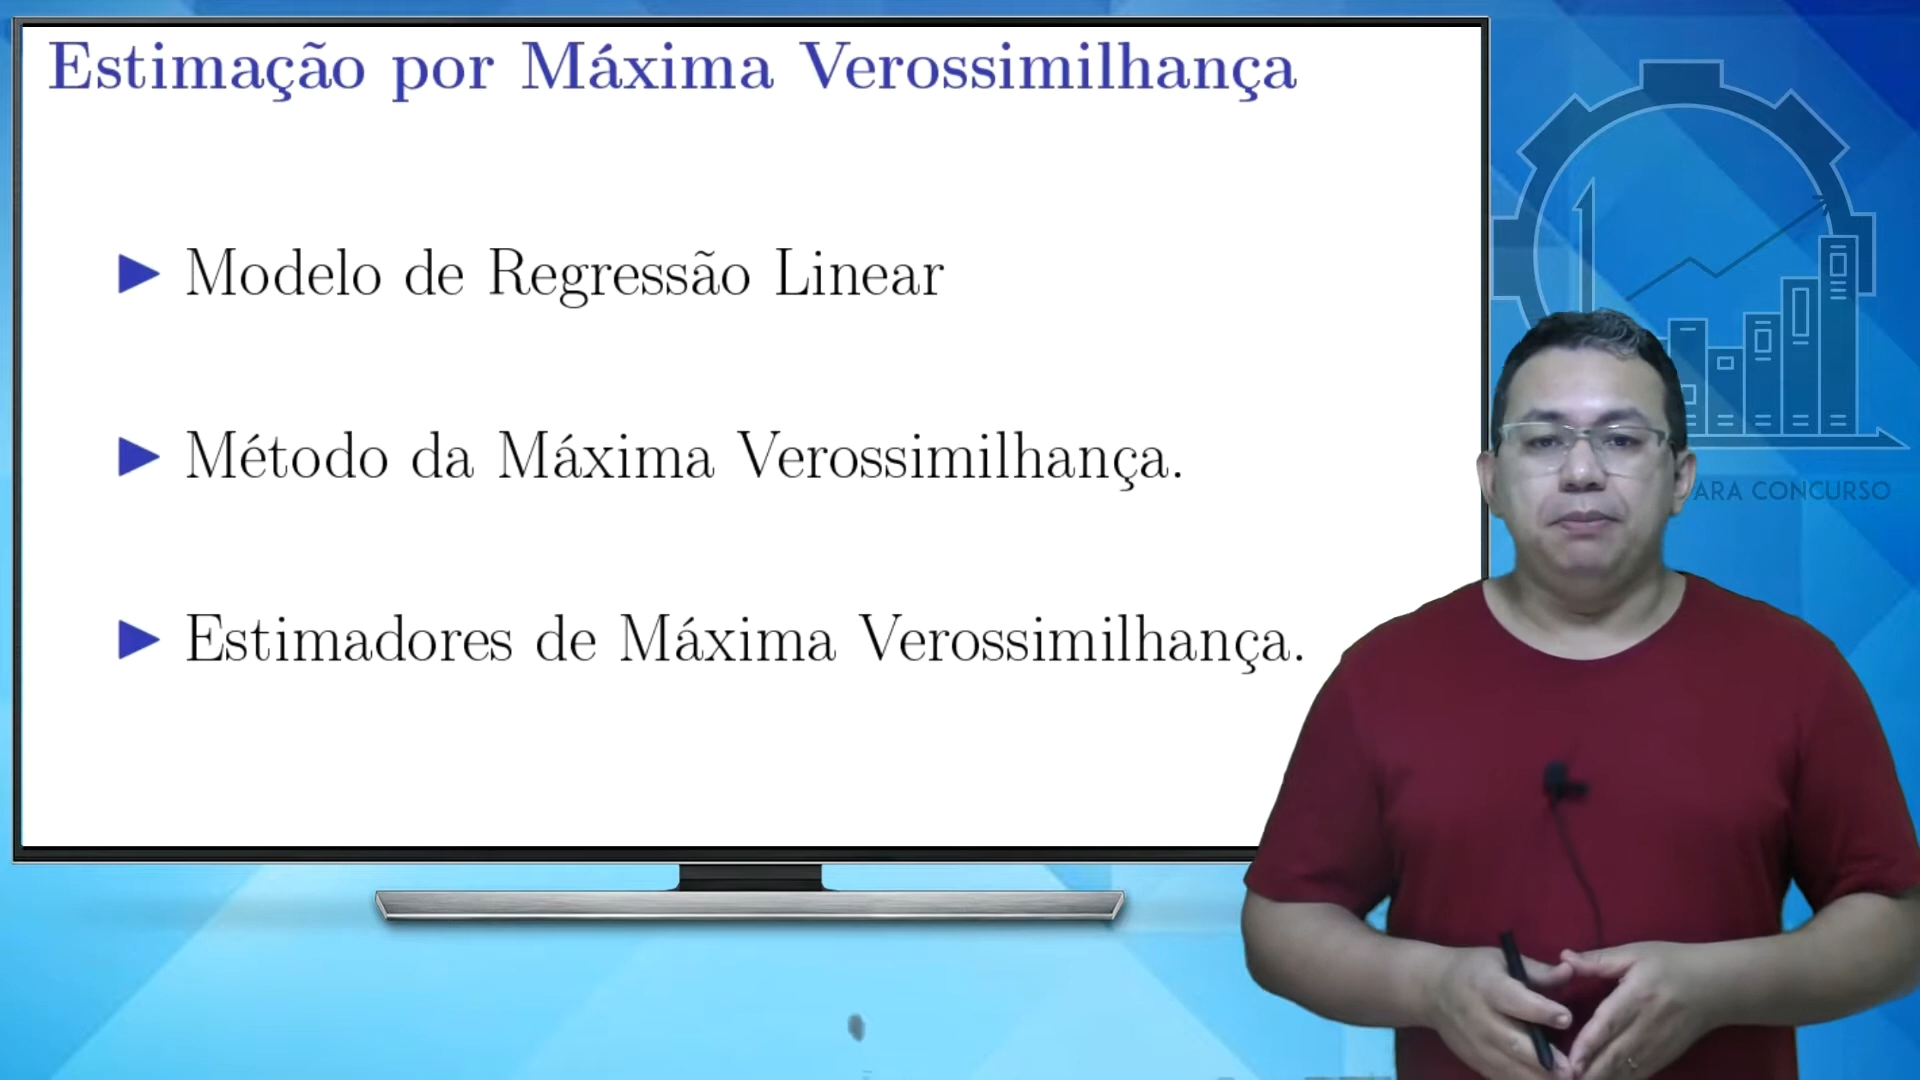 Estimação por Máxima Verossimilhança
Modelo de Regressão Linear
Método da Máxima Verossimilhança.
Estimadores de Máxima Verossimilhança.
ARA CONCURSO